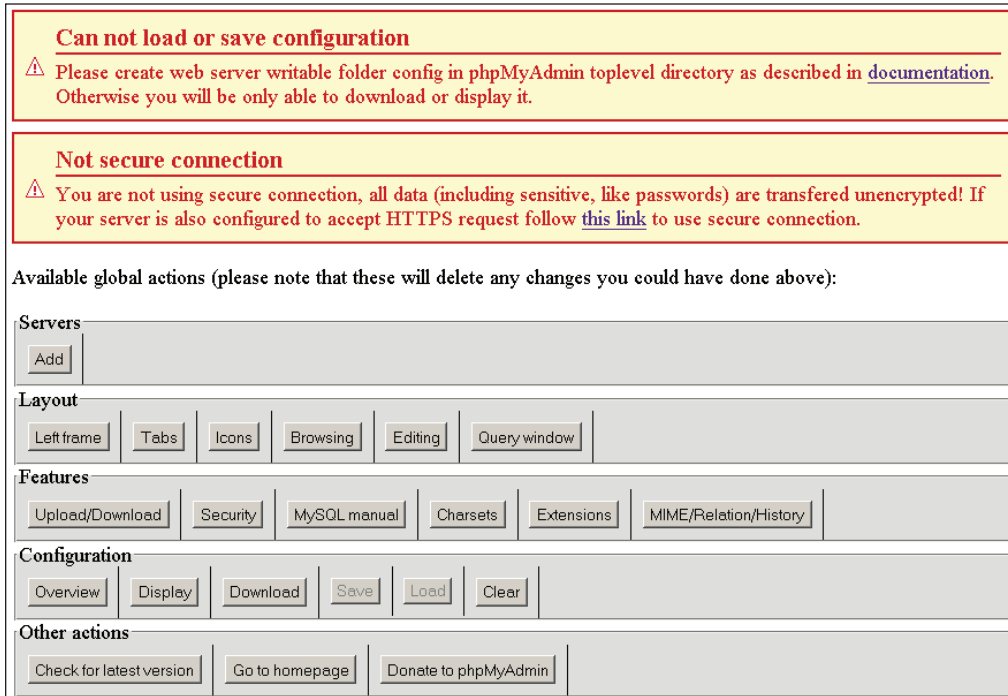 Can not load or save configuration
Please create web server writable folder config in phpMyAdmin toplevel directory as described in documentation.
Otherwise you will be only able to download or display it.
Not secure connection
You are not using secure connection, all data (including sensitive, like passwords) are transfered unencrypted! If
your server is also configured to accept HTTPS request follow this link to use secure connection.
Available global actions (please note that these will delete any changes you could have done above):
Servers
Add
Layout
Left frame Tabs Icons Browsing Editing Query window
Features
Upload/Download Security MySQL manual Charsets Extensions MIME/Relation/History
Configuration
Overview Display Download Save Load Clear
Other actions
Check for latest version Go to homepage Donate to phpMyAdmin